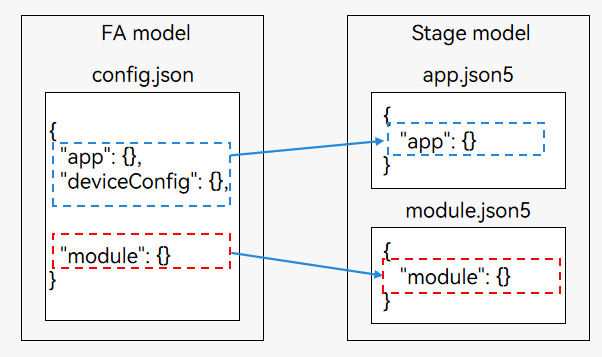 FA model
config.json
{
"app": {},
"deviceConfig": {},
"module": {}
}
Stage model
app.json5
{
"app": {}
}
module.json5
{
"module": {}
}